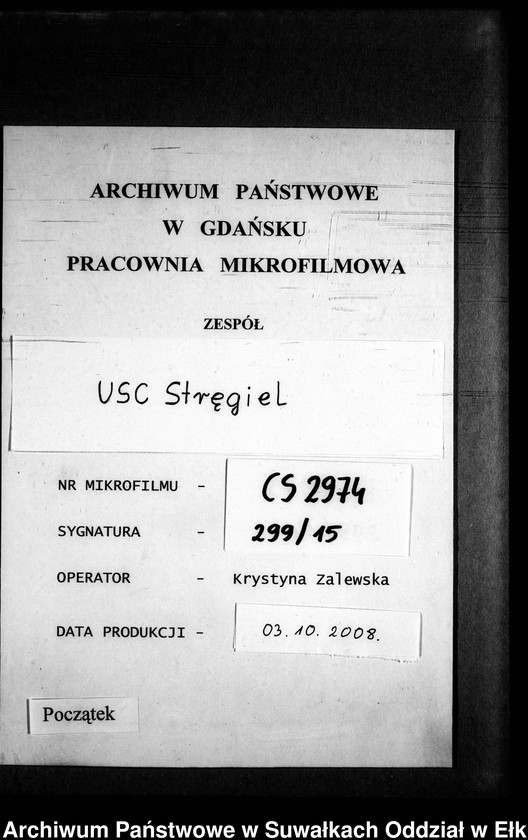 ARCHIWUM PAŃSTWOWE
W GDAŃSKU
PRACOWNIA MIKROFILMOWA
ZESPÓŁ
USC Stręgiel
NR MIKROFILMU - CS 2974
SYGNATURA - 299/15
OPERATOR - Krystyna Zalewska
DATA PRODUKCJI - 03.10.2008.
Początek
Archiwum Państwowe w Suwałkach Oddział w Ełk